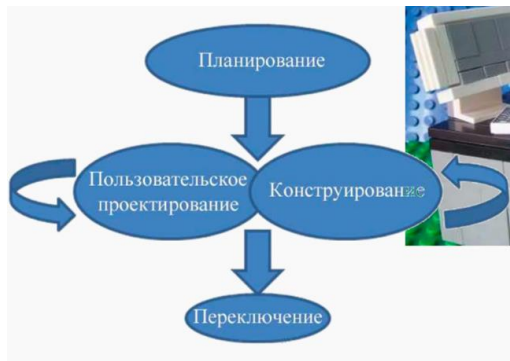 Планирование
Пользовательское
проектирование
Конструирование
Переключение